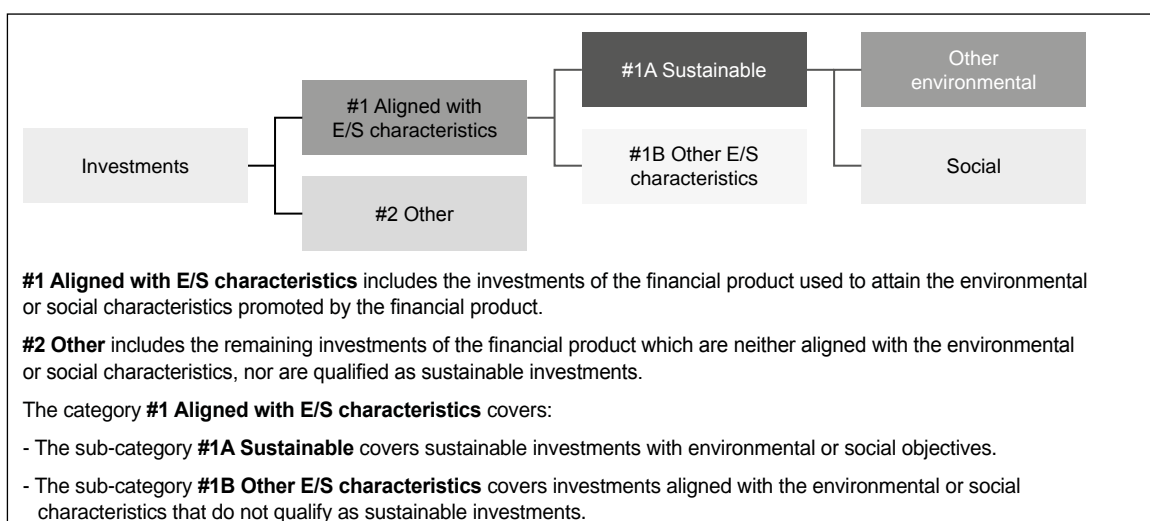 #1A Sustainable
Other
environmental
#1 Aligned with
E/S characteristics
Investments
#1B Other E/S
characteristics
Social
#2 Other
#1 Aligned with E/S characteristics includes the investments of the financial product used to attain the environmental
or social characteristics promoted by the financial product.
#2 Other includes the remaining investments of the financial product which are neither aligned with the environmental
or social characteristics, nor are qualified as sustainable investments.
The category #1 Aligned with E/S characteristics covers:
- The sub-category #1A Sustainable covers sustainable investments with environmental or social objectives.
- The sub-category #1B Other E/S characteristics covers investments aligned with the environmental or social
characteristics that do not qualify as sustainable investments.